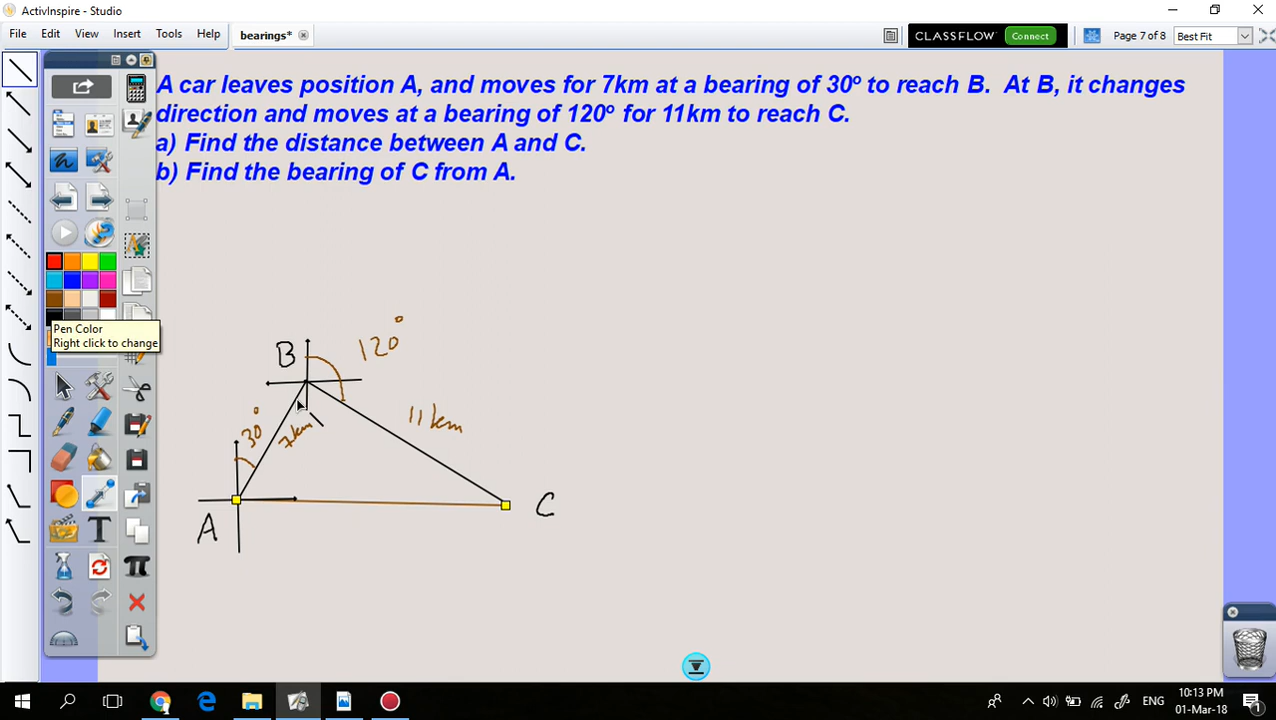 ActivInspire - Studio
File Edit View Insert Tools Help
bearings*
CLASSFLOW Connect
Page 7 of 8
Best Fit
A car leaves position A, and moves for 7km at a bearing of 30° to reach B. At B, it changes
direction and moves at a bearing of 120° for 11km to reach C.
a) Find the distance between A and C.
b) Find the bearing of C from A.
Pen Color
Right click to change
B
120°
30°
7km
11km
A
C
T
π
ENG
10:13 PM
01-Mar-18
1